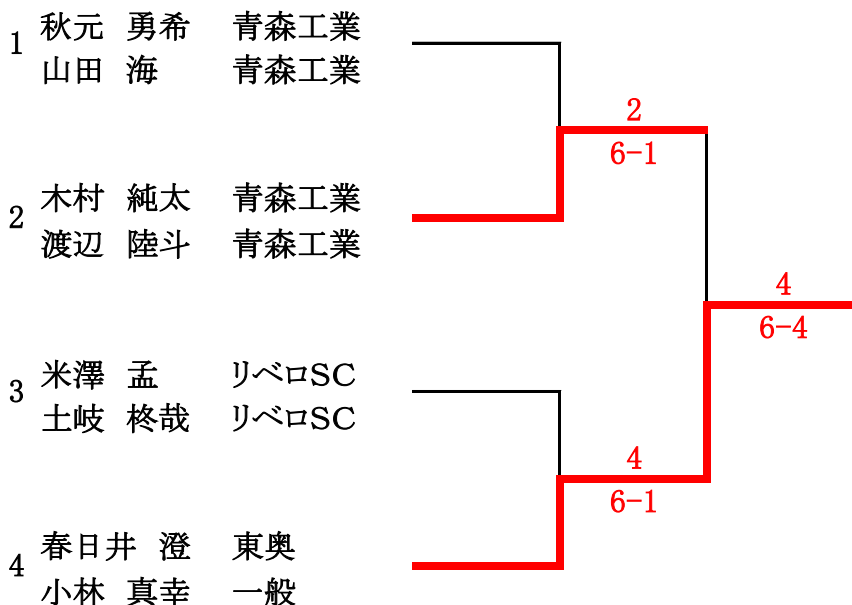 1
秋元 勇希 青森工業
山田 海 青森工業
2
6-1
2
木村 純太 青森工業
渡辺 陸斗 青森工業
4
6-4
3
米澤 孟 リベロSC
土岐 柊哉 リベロSC
4
6-1
4
春日井 澄 東奥
小林 真幸 一般